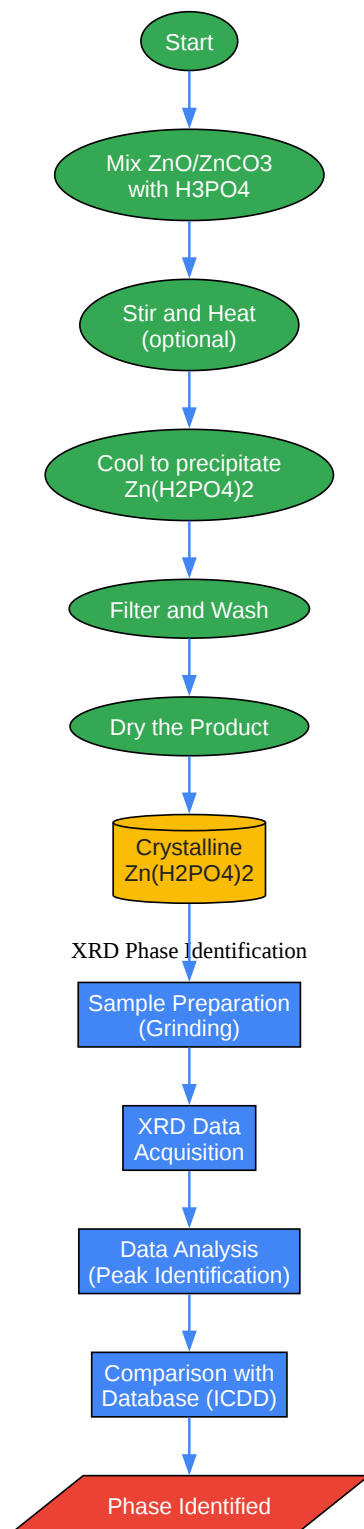 Start
Mix ZnO/ZnCO3
with H3PO4
Stir and Heat
(optional)
Cool to precipitate
Zn(H2PO4)2
Filter and Wash
Dry the Product
Crystalline
Zn(H2PO4)2
XRD Phase Identification
Sample Preparation
(Grinding)
XRD Data
Acquisition
Data Analysis
(Peak Identification)
Comparison with
Database (ICDD)
Phase Identified